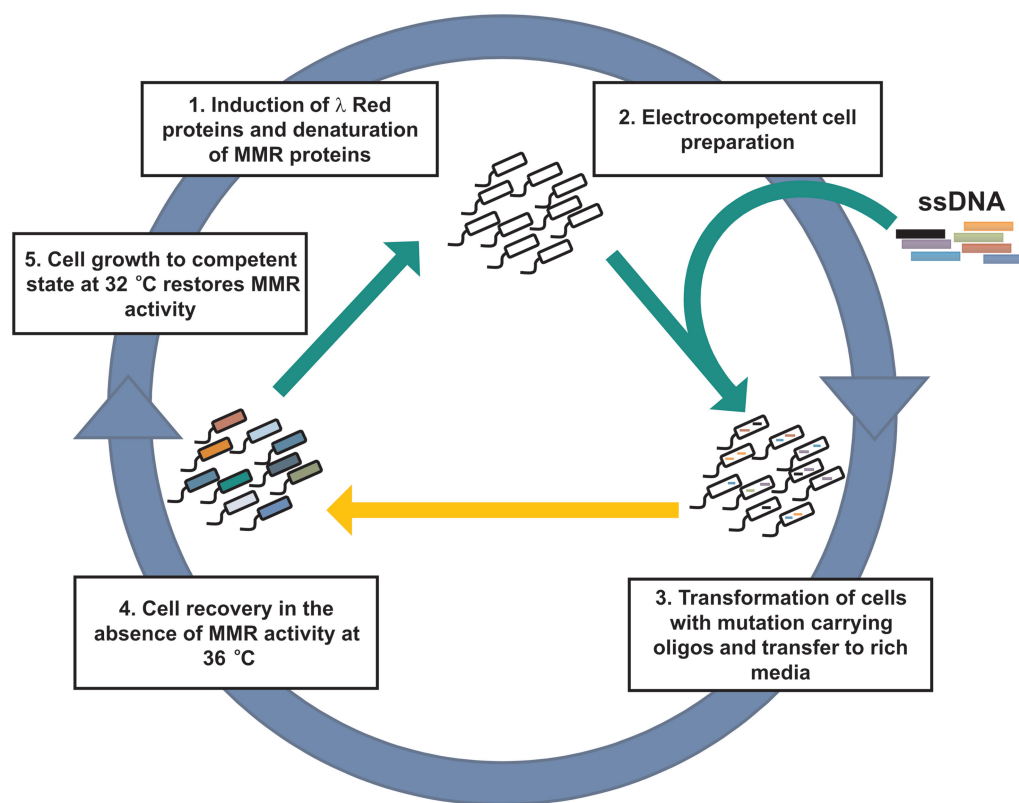 1. Induction of λ Red
proteins and denaturation
of MMR proteins
2. Electrocompetent cell
preparation
ssDNA
3. Transformation of cells
with mutation carrying
oligos and transfer to rich
media
4. Cell recovery in the
absence of MMR activity at
36 °C
5. Cell growth to competent
state at 32 °C restores MMR
activity